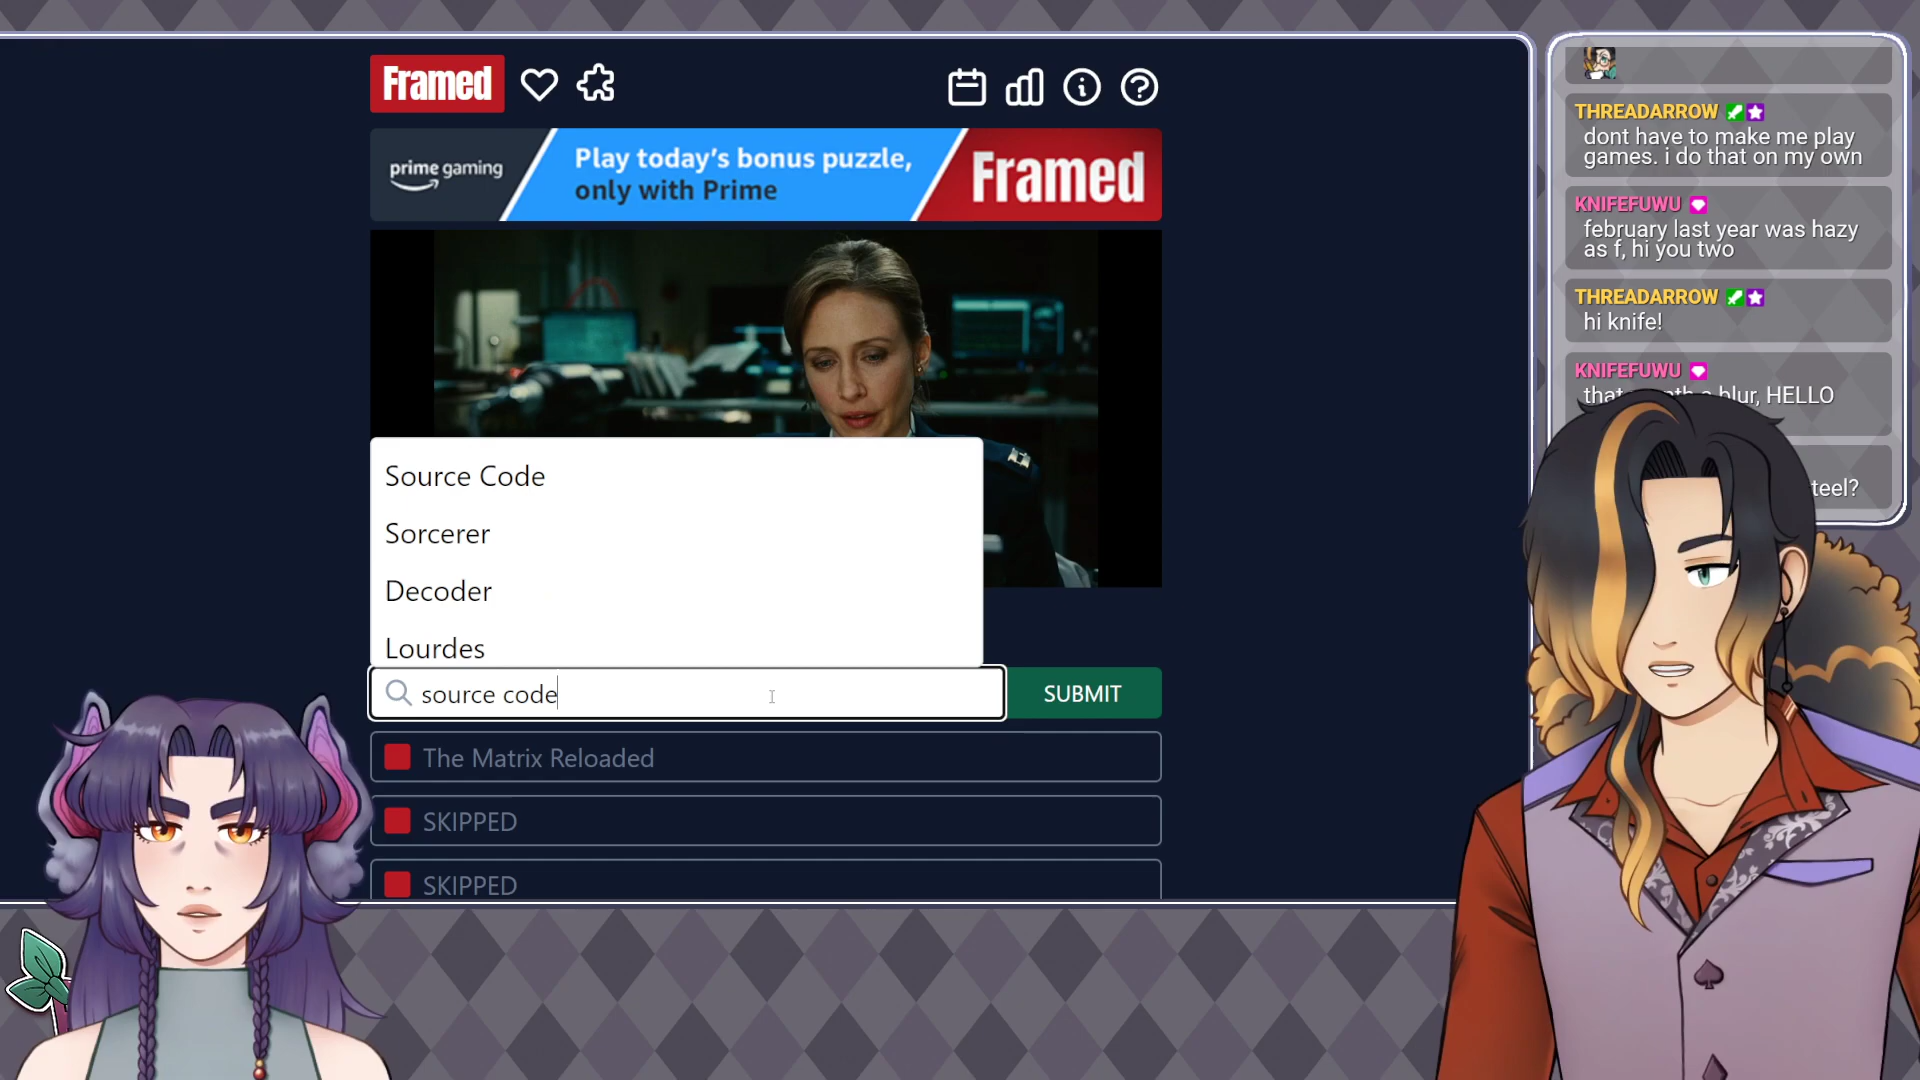 Framed
prime gaming
Play today's bonus puzzle,
only with Prime
Framed
Source Code
Sorcerer
Decoder
Lourdes
source code
SUBMIT
The Matrix Reloaded
SKIPPED
SKIPPED
THREADARROW
dont have to make me play
games. i do that on my own
KNIFEFUWU
february last year was hazy
as f, hi you two
THREADARROW
hi knife!
KNIFEFUWU
blur, HELLO
teel?